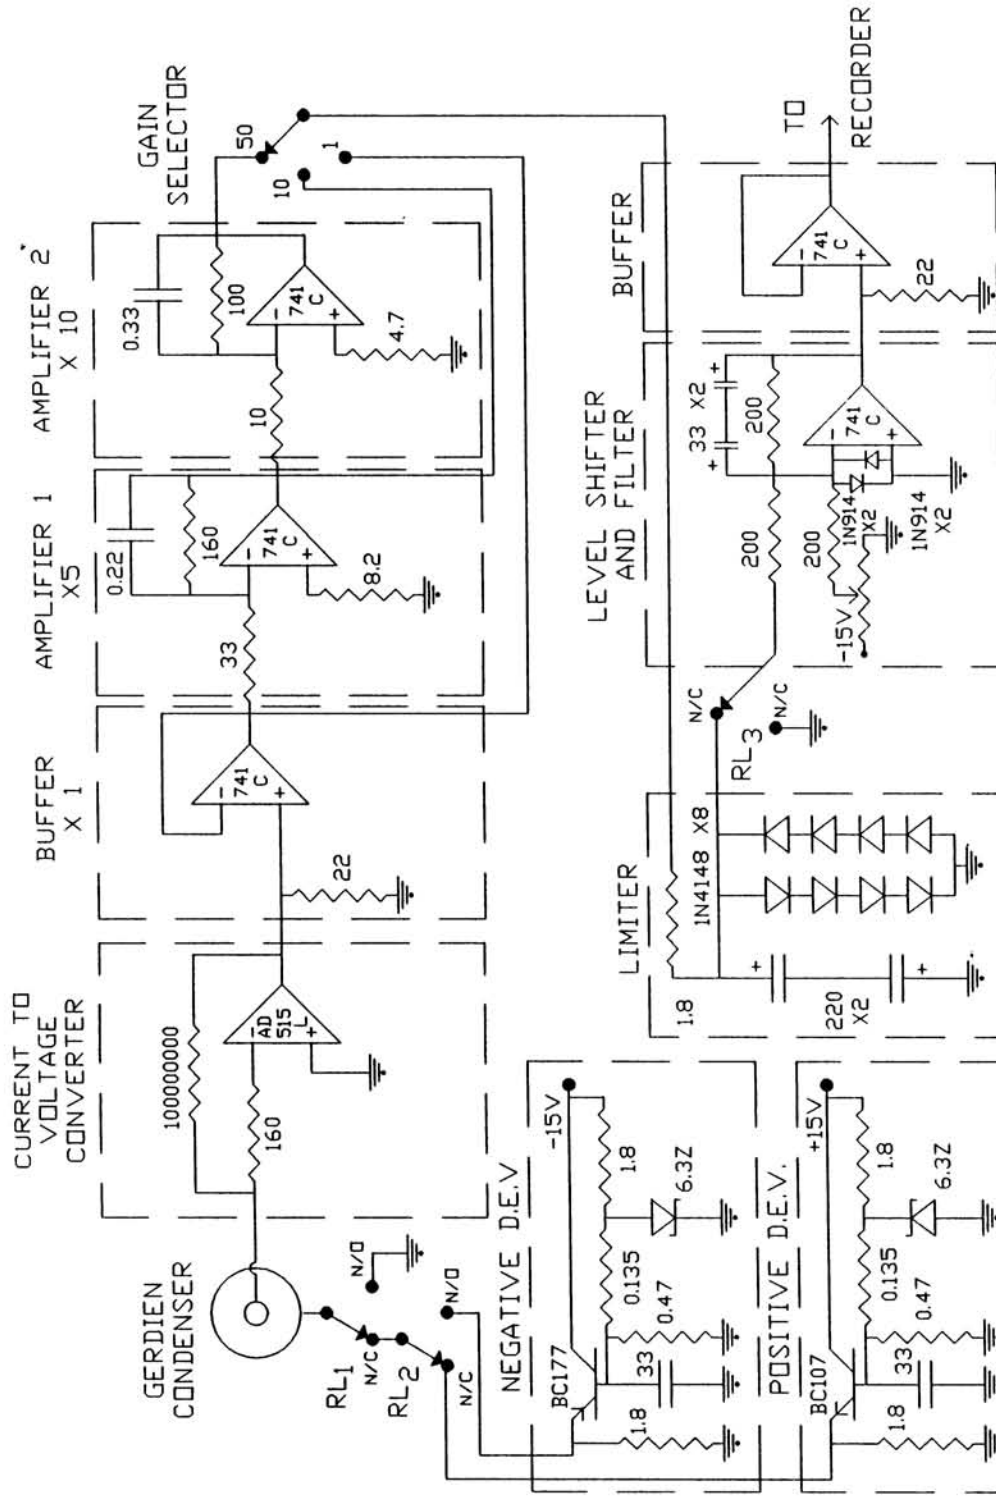 CURRENT TO
VOLTAGE
CONVERTER
BUFFER
X 1
AMPLIFIER 1
X5
AMPLIFIER 2
X 10
GAIN
SELECTOR
100000000
160
AD
515
L
-
+
22
741
C
-
+
33
0.22
160
741
C
-
+
8.2
10
0.33
100
741
C
-
+
4.7
50
10
1
GERDIEN
CONDENSER
RL1
N/C
N/O
RL2
N/C
N/O
NEGATIVE D.E.V
BC177
-15V
1.8
6.3Z
0.135
0.47
33
1.8
POSITIVE D.E.V.
BC107
+15V
1.8
6.3Z
0.135
0.47
33
1.8
LIMITER
1.8
1N4148 X8
+
220
X2
+
N/C
RL3
N/C
LEVEL SHIFTER
AND FILTER
+ 33 X2 +
200
200
200
741
C
-
+
1N914
X2
1N914
X2
-15V
BUFFER
741
C
-
+
22
TO
RECORDER